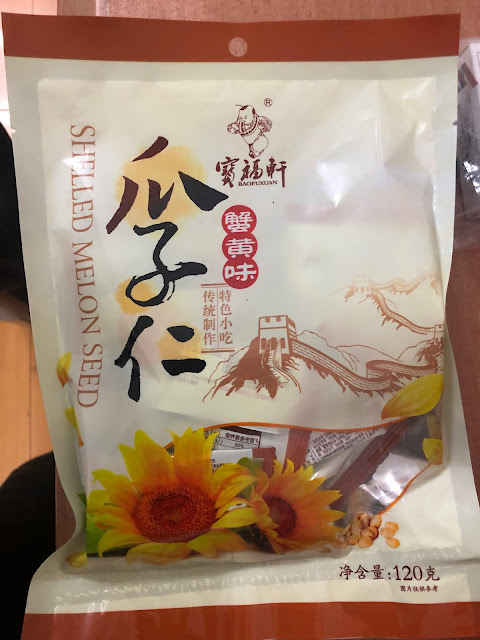 ®
寶福軒
BAOFUXUAN
瓜子仁
SHELLED MELON SEED
蟹黄味
特色小吃
传统制作
净含量:120克
图片仅供参考